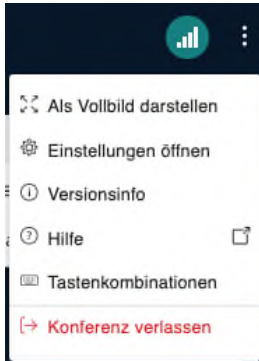 Als Vollbild darstellen
Einstellungen öffnen
Versionsinfo
Hilfe
Tastenkombinationen
Konferenz verlassen